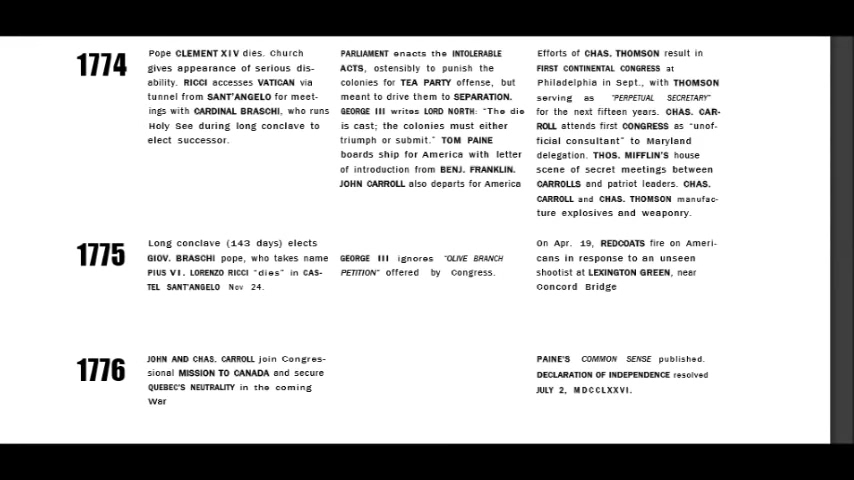 1774
Pope CLEMENT XIV dies. Church
gives appearance of serious dis-
ability. RICCI accesses VATICAN via
tunnel from SANT'ANGELO for meet-
ings with CARDINAL BRASCHI, who runs
Holy See during long conclave to
elect successor.
PARLIAMENT enacts the INTOLERABLE
ACTS, ostensibly to punish the
colonies for TEA PARTY offense, but
meant to drive them to SEPARATION.
GEORGE III writes LORD NORTH: "The die
is cast; the colonies must either
triumph or submit." TOM PAINE
boards ship for America with letter
of introduction from BENJ. FRANKLIN.
JOHN CARROLL also departs for America
Efforts of CHAS. THOMSON result in
FIRST CONTINENTAL CONGRESS at
Philadelphia in Sept., with THOMSON
serving as "PERPETUAL SECRETARY"
for the next fifteen years. CHAS. CAR-
ROLL attends first CONGRESS as "unof-
ficial consultant" to Maryland
delegation. THOS. MIFFLIN'S house
scene of secret meetings between
CARROLLS and patriot leaders. CHAS.
CARROLL and CHAS. THOMSON manufac-
ture explosives and weaponry.
1775
Long conclave (143 days) elects
GIOV. BRASCHI pope, who takes name
PIUS VI. LORENZO RICCI "dies" in CAS-
TEL SANT'ANGELO Nov 24.
GEORGE III ignores "OLIVE BRANCH
PETITION" offered by Congress.
On Apr. 19, REDCOATS fire on Ameri-
cans in response to an unseen
shootist at LEXINGTON GREEN, near
Concord Bridge
1776
JOHN AND CHAS. CARROLL join Congres-
sional MISSION TO CANADA and secure
QUEBEC'S NEUTRALITY in the coming
War
PAINE'S COMMON SENSE published.
DECLARATION OF INDEPENDENCE resolved
JULY 2, MDCCLXXVI.